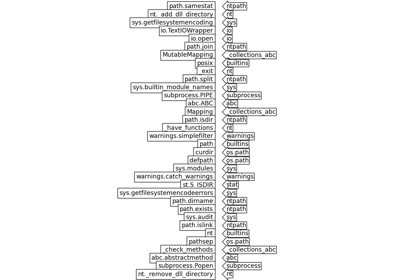 path.samestat ntpath
nt._add_dll_directory nt
sys.getfilesystemencoding sys
io.TextIOWrapper io
io.open io
path.join ntpath
MutableMapping _collections_abc
posix builtins
_exit nt
path.split ntpath
sys.builtin_module_names sys
subprocess.PIPE subprocess
abc.ABC abc
Mapping _collections_abc
path.isdir ntpath
_have_functions nt
warnings.simplefilter warnings
path builtins
curdir os.path
defpath os.path
sys.modules sys
warnings.catch_warnings warnings
st.S_ISDIR stat
sys.getfilesystemencodeerrors sys
path.dirname ntpath
path.exists ntpath
sys.audit sys
path.islink ntpath
nt builtins
pathsep os.path
_check_methods _collections_abc
abc.abstractmethod abc
subprocess.Popen subprocess
nt._remove_dll_directory nt